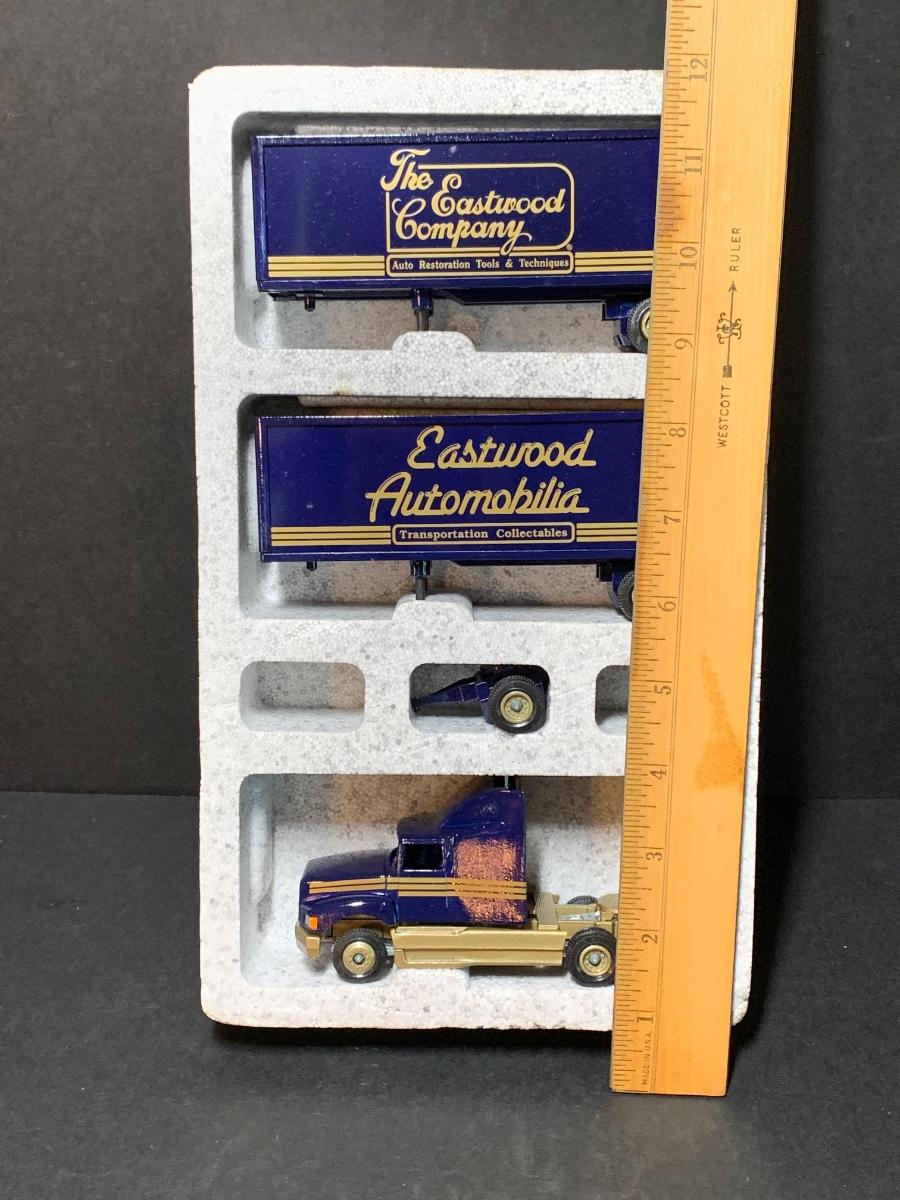 The
Eastwood
Company
®
Auto Restoration Tools & Techniques
Eastwood
Automobilia
Transportation Collectables
12
11
10
9
8
7
6
5
4
3
2
1
WESTCOTT RULER
MADE IN U.S.A.